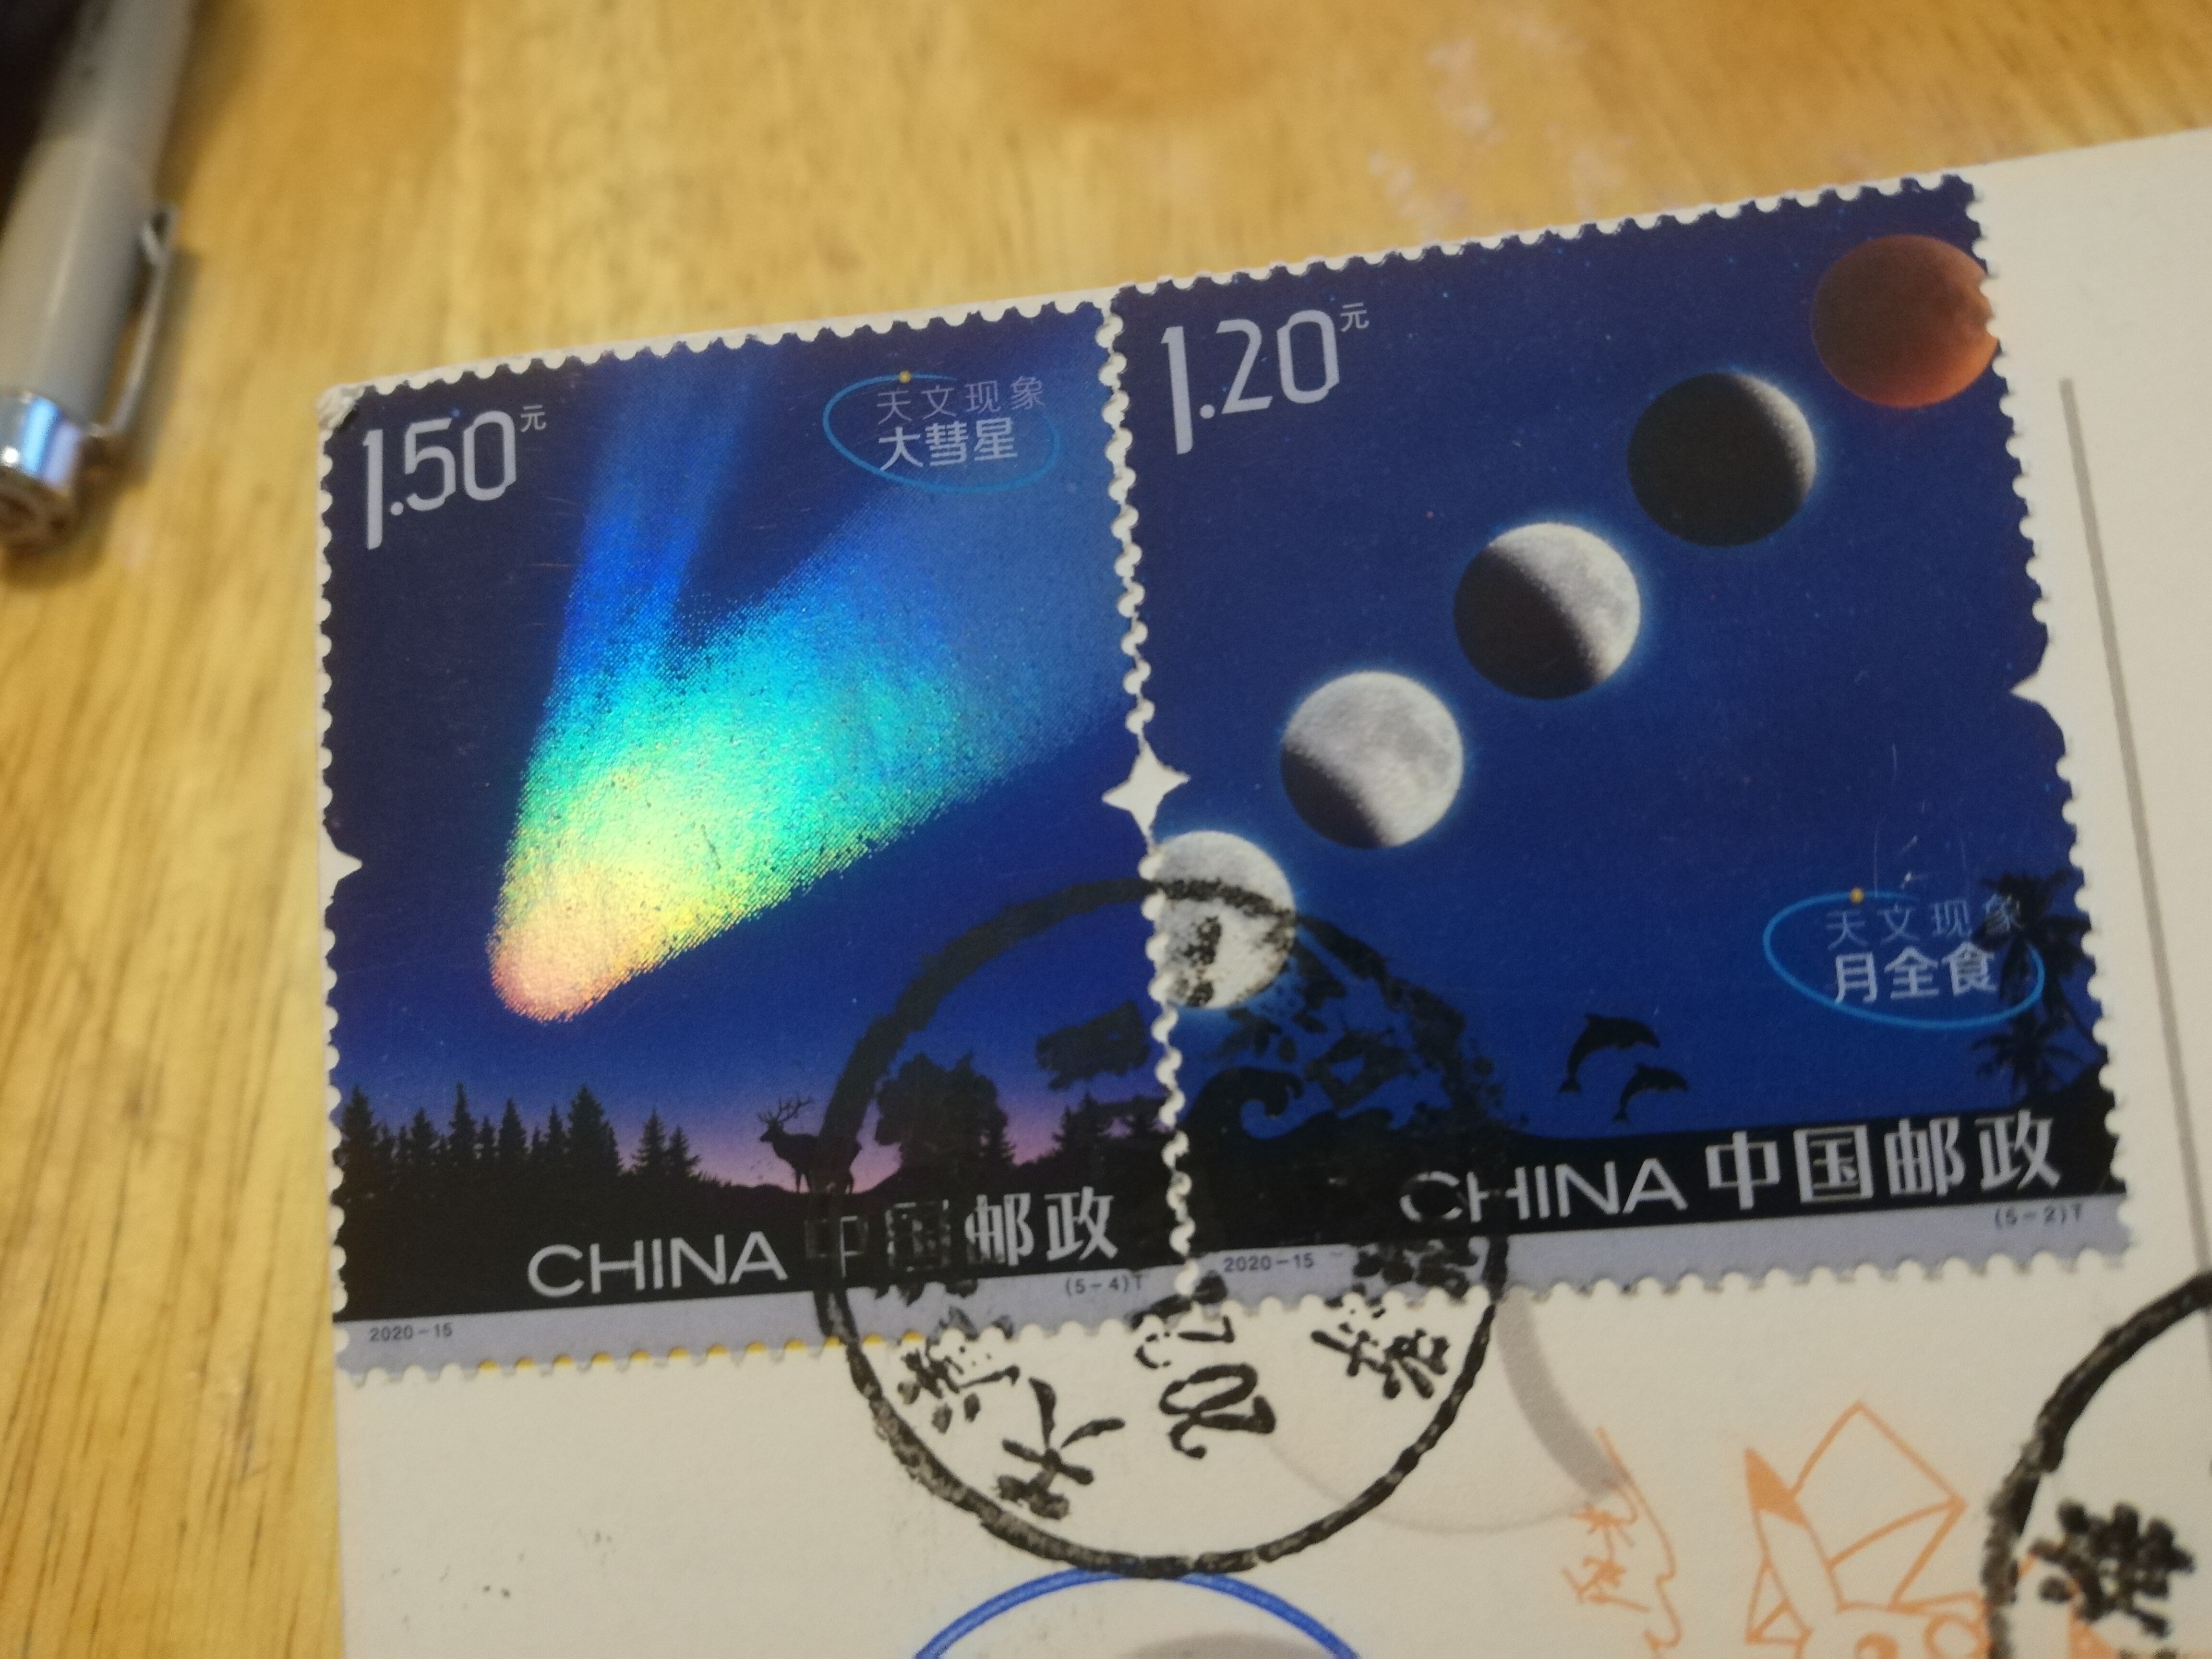 1.50元
天文现象
大彗星
CHINA 中国邮政
2020-15
(5-4)T
1.20元
天文现象
月全食
CHINA 中国邮政
2020-15
(5-2)T
天津